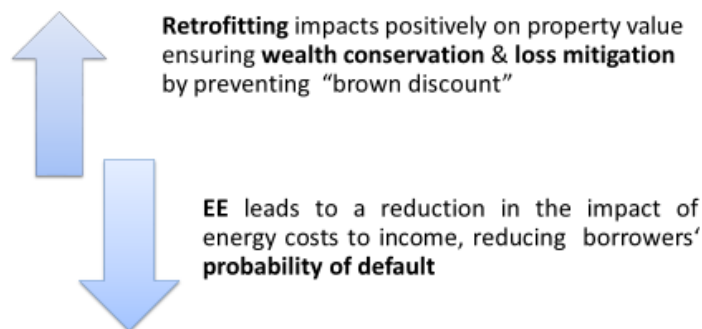 Retrofitting impacts positively on property value
ensuring wealth conservation & loss mitigation
by preventing “brown discount”
EE leads to a reduction in the impact of
energy costs to income, reducing borrowers‘
probability of default